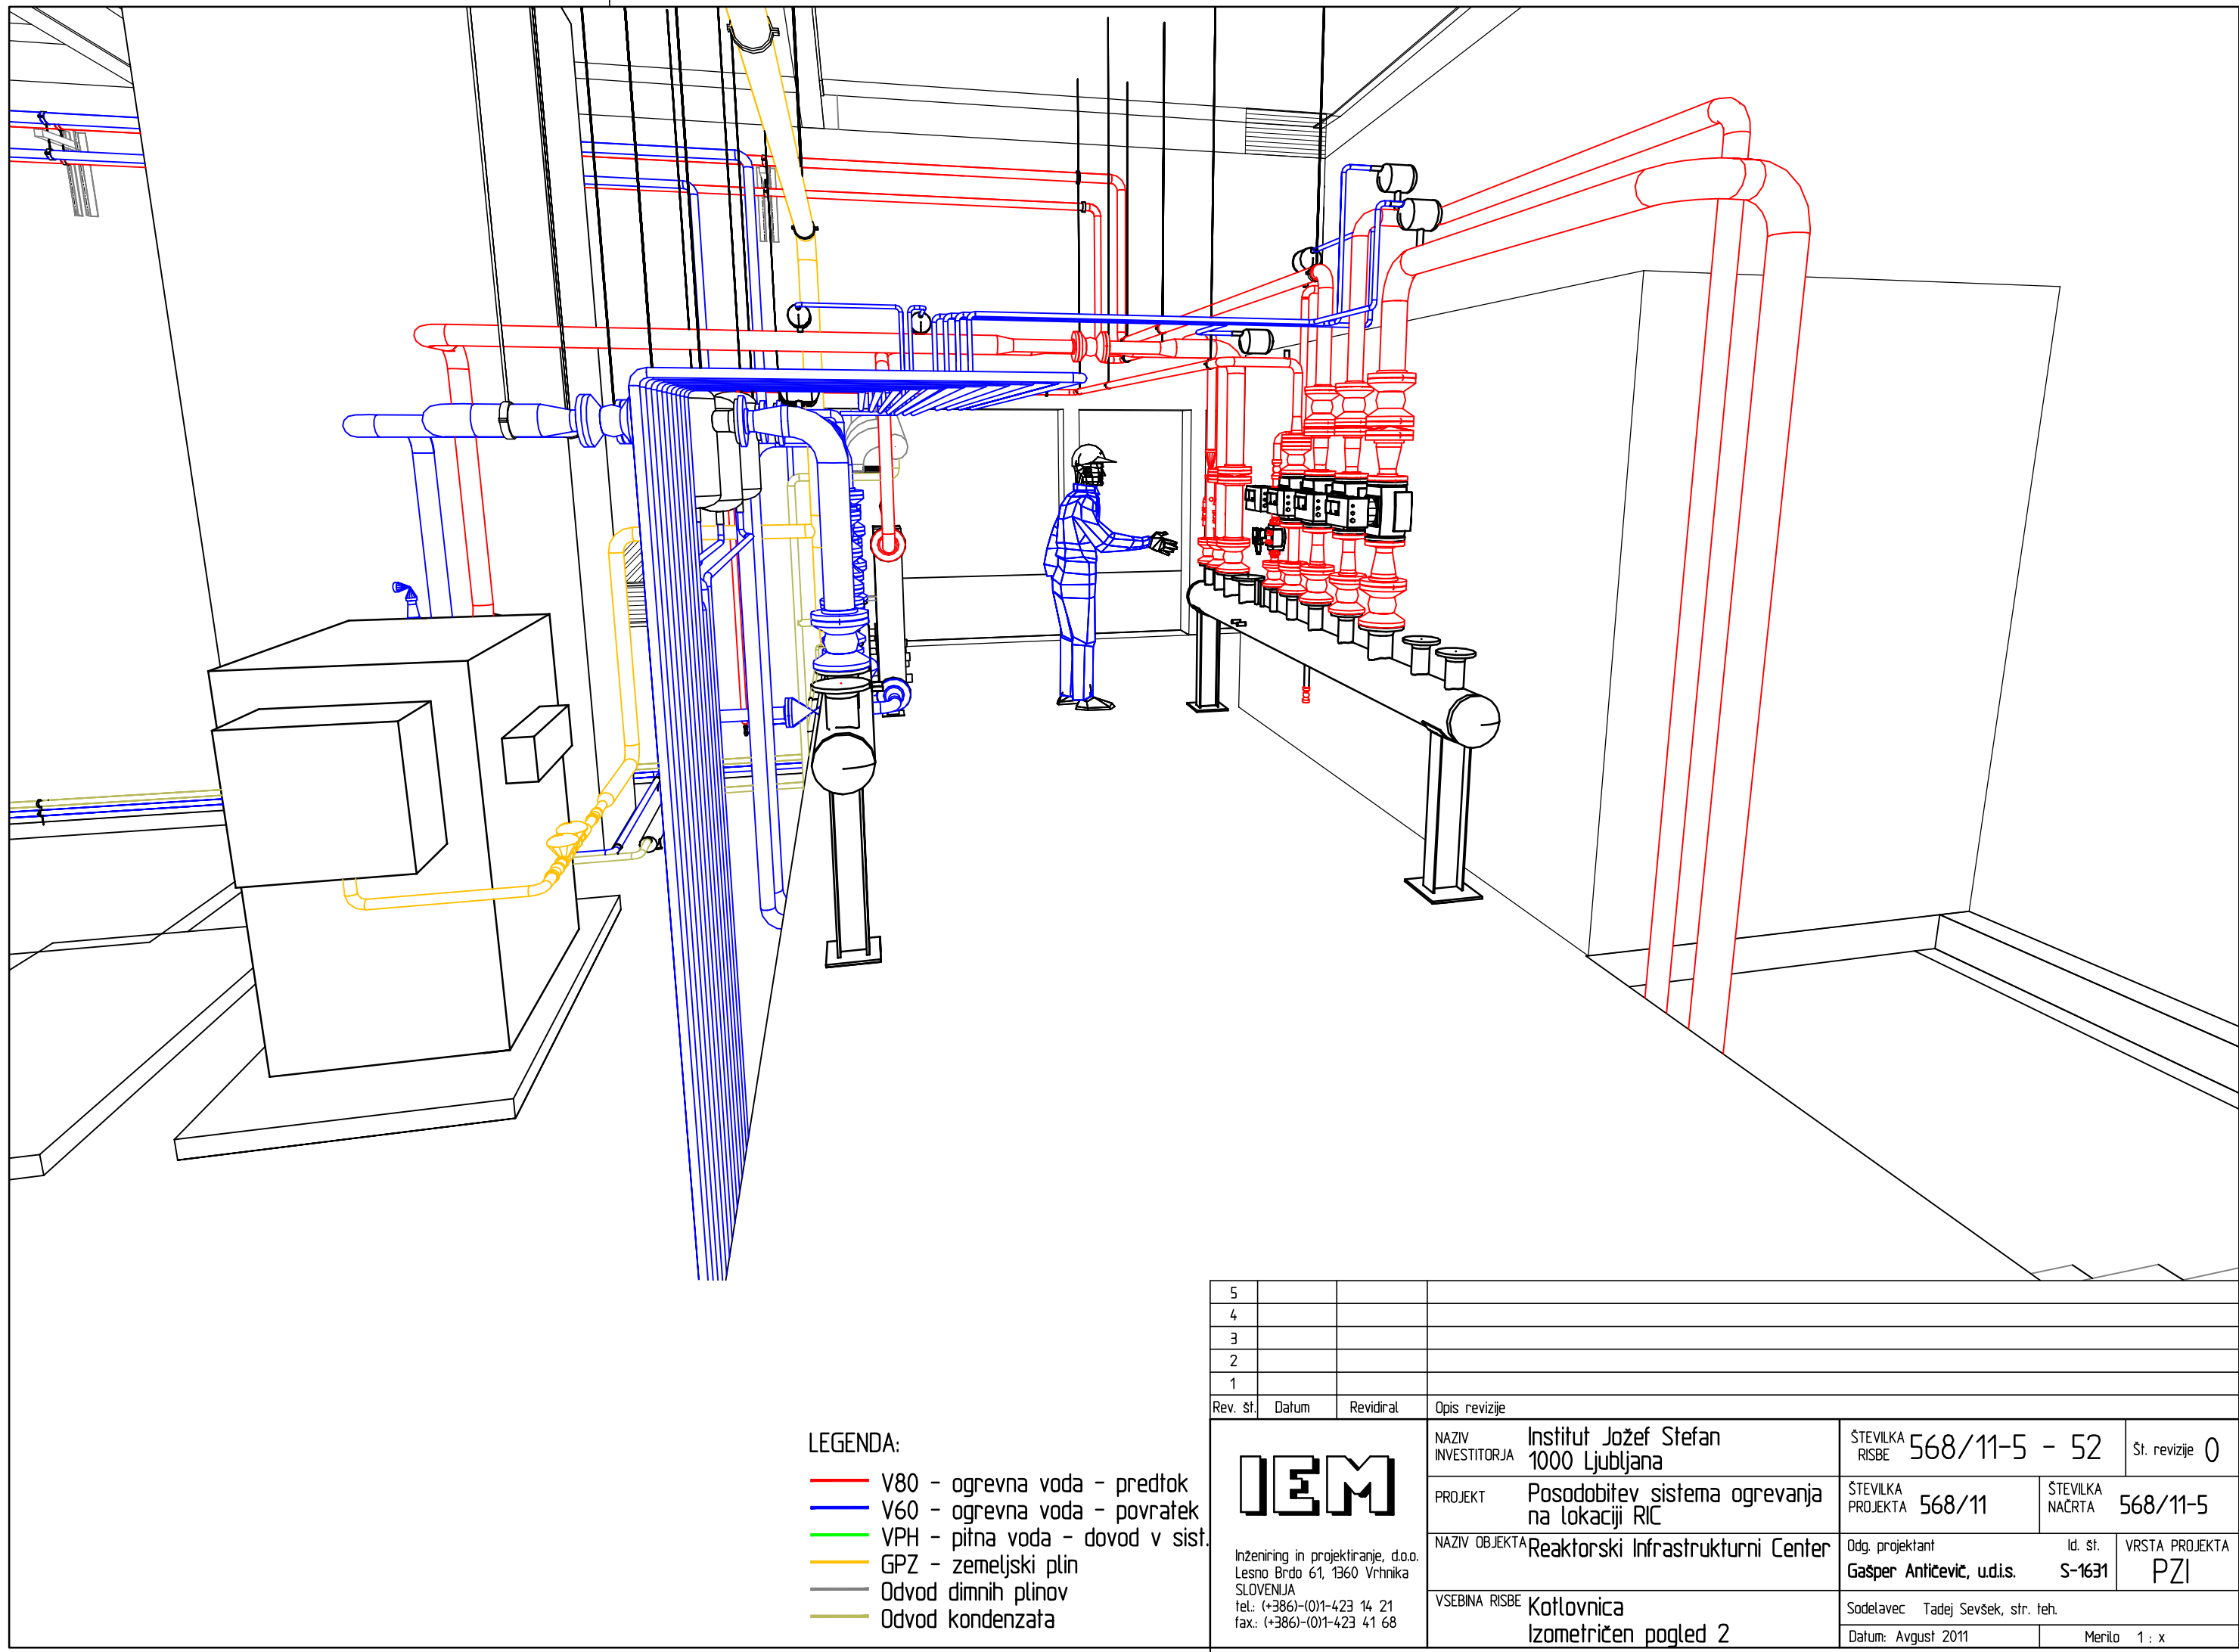 LEGENDA:
V80 - ogrevna voda - predtok
V60 - ogrevna voda - povratek
VPH - pitna voda - dovod v sist.
GPZ - zemeljski plin
Odvod dimnih plinov
Odvod kondenzata
5
4
3
2
1
Rev. št. Datum Revidiral Opis revizije
IEM
Inženiring in projektiranje, d.o.o.
Lesno Brdo 61, 1360 Vrhnika
SLOVENIJA
tel.: (+386)-(0)1-423 14 21
fax.: (+386)-(0)1-423 41 68
NAZIV
INVESTITORJA
Institut Jožef Stefan
1000 Ljubljana
PROJEKT
Posodobitev sistema ogrevanja
na lokaciji RIC
NAZIV OBJEKTA Reaktorski Infrastrukturni Center
VSEBINA RISBE
Kotlovnica
Izometričen pogled 2
ŠTEVILKA
RISBE
568/11-5 - 52
Št. revizije 0
ŠTEVILKA
PROJEKTA
568/11
ŠTEVILKA
NAČRTA
568/11-5
Odg. projektant Id. št.
Gašper Antičevič, u.d.i.s. S-1631
VRSTA PROJEKTA
PZI
Sodelavec Tadej Sevšek, str. teh.
Datum: Avgust 2011 Merilo 1 : x